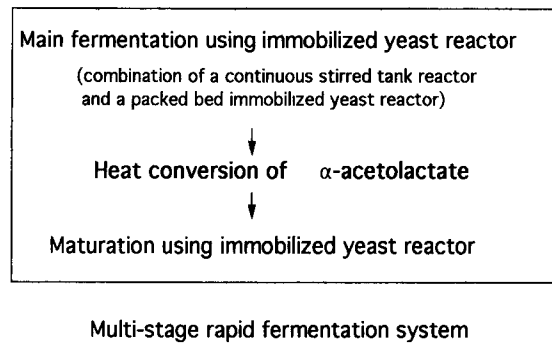 Main fermentation using immobilized yeast reactor
(combination of a continuous stirred tank reactor
and a packed bed immobilized yeast reactor)
Heat conversion of α-acetolactate
Maturation using immobilized yeast reactor
Multi-stage rapid fermentation system